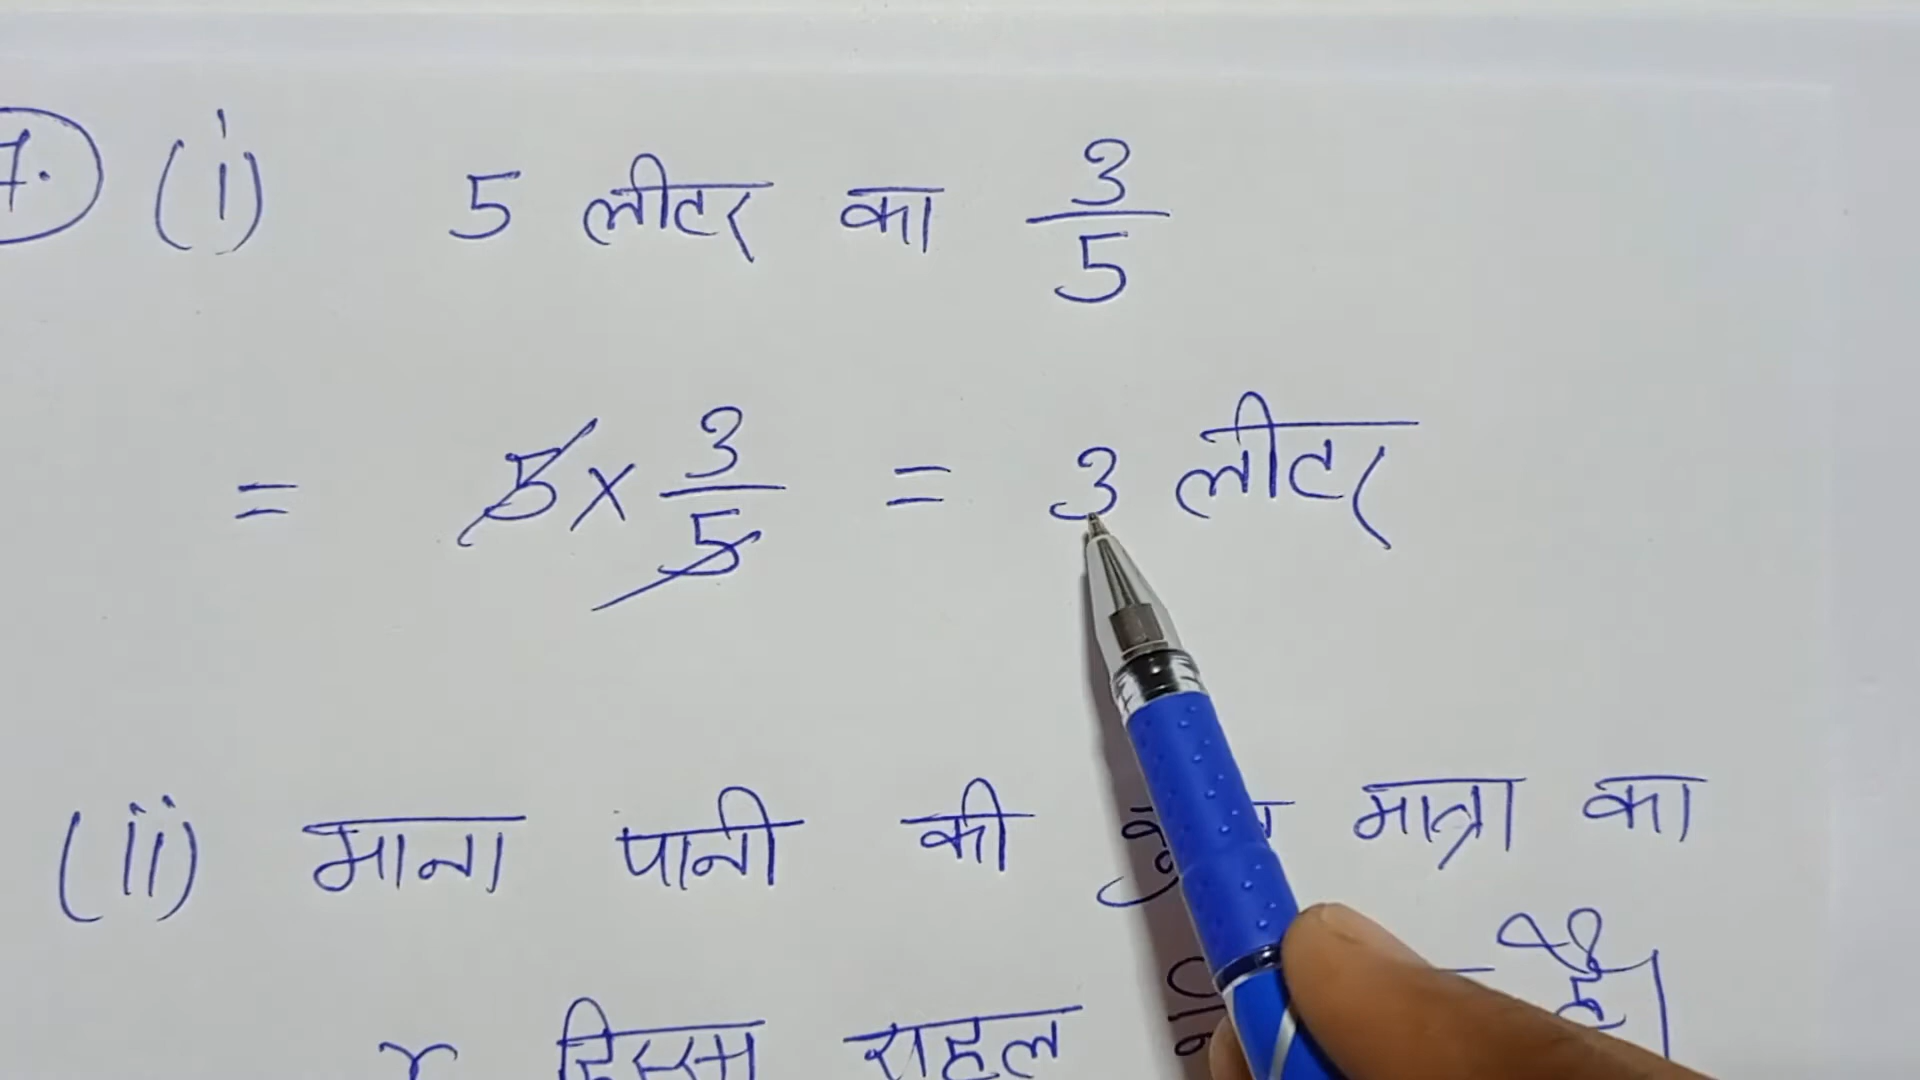 7. (i) 5 लीटर का 3/5
= 5 × 3/5 = 3 लीटर
(ii) माना पानी की मात्रा का
है।
r हिस्सा राहुल